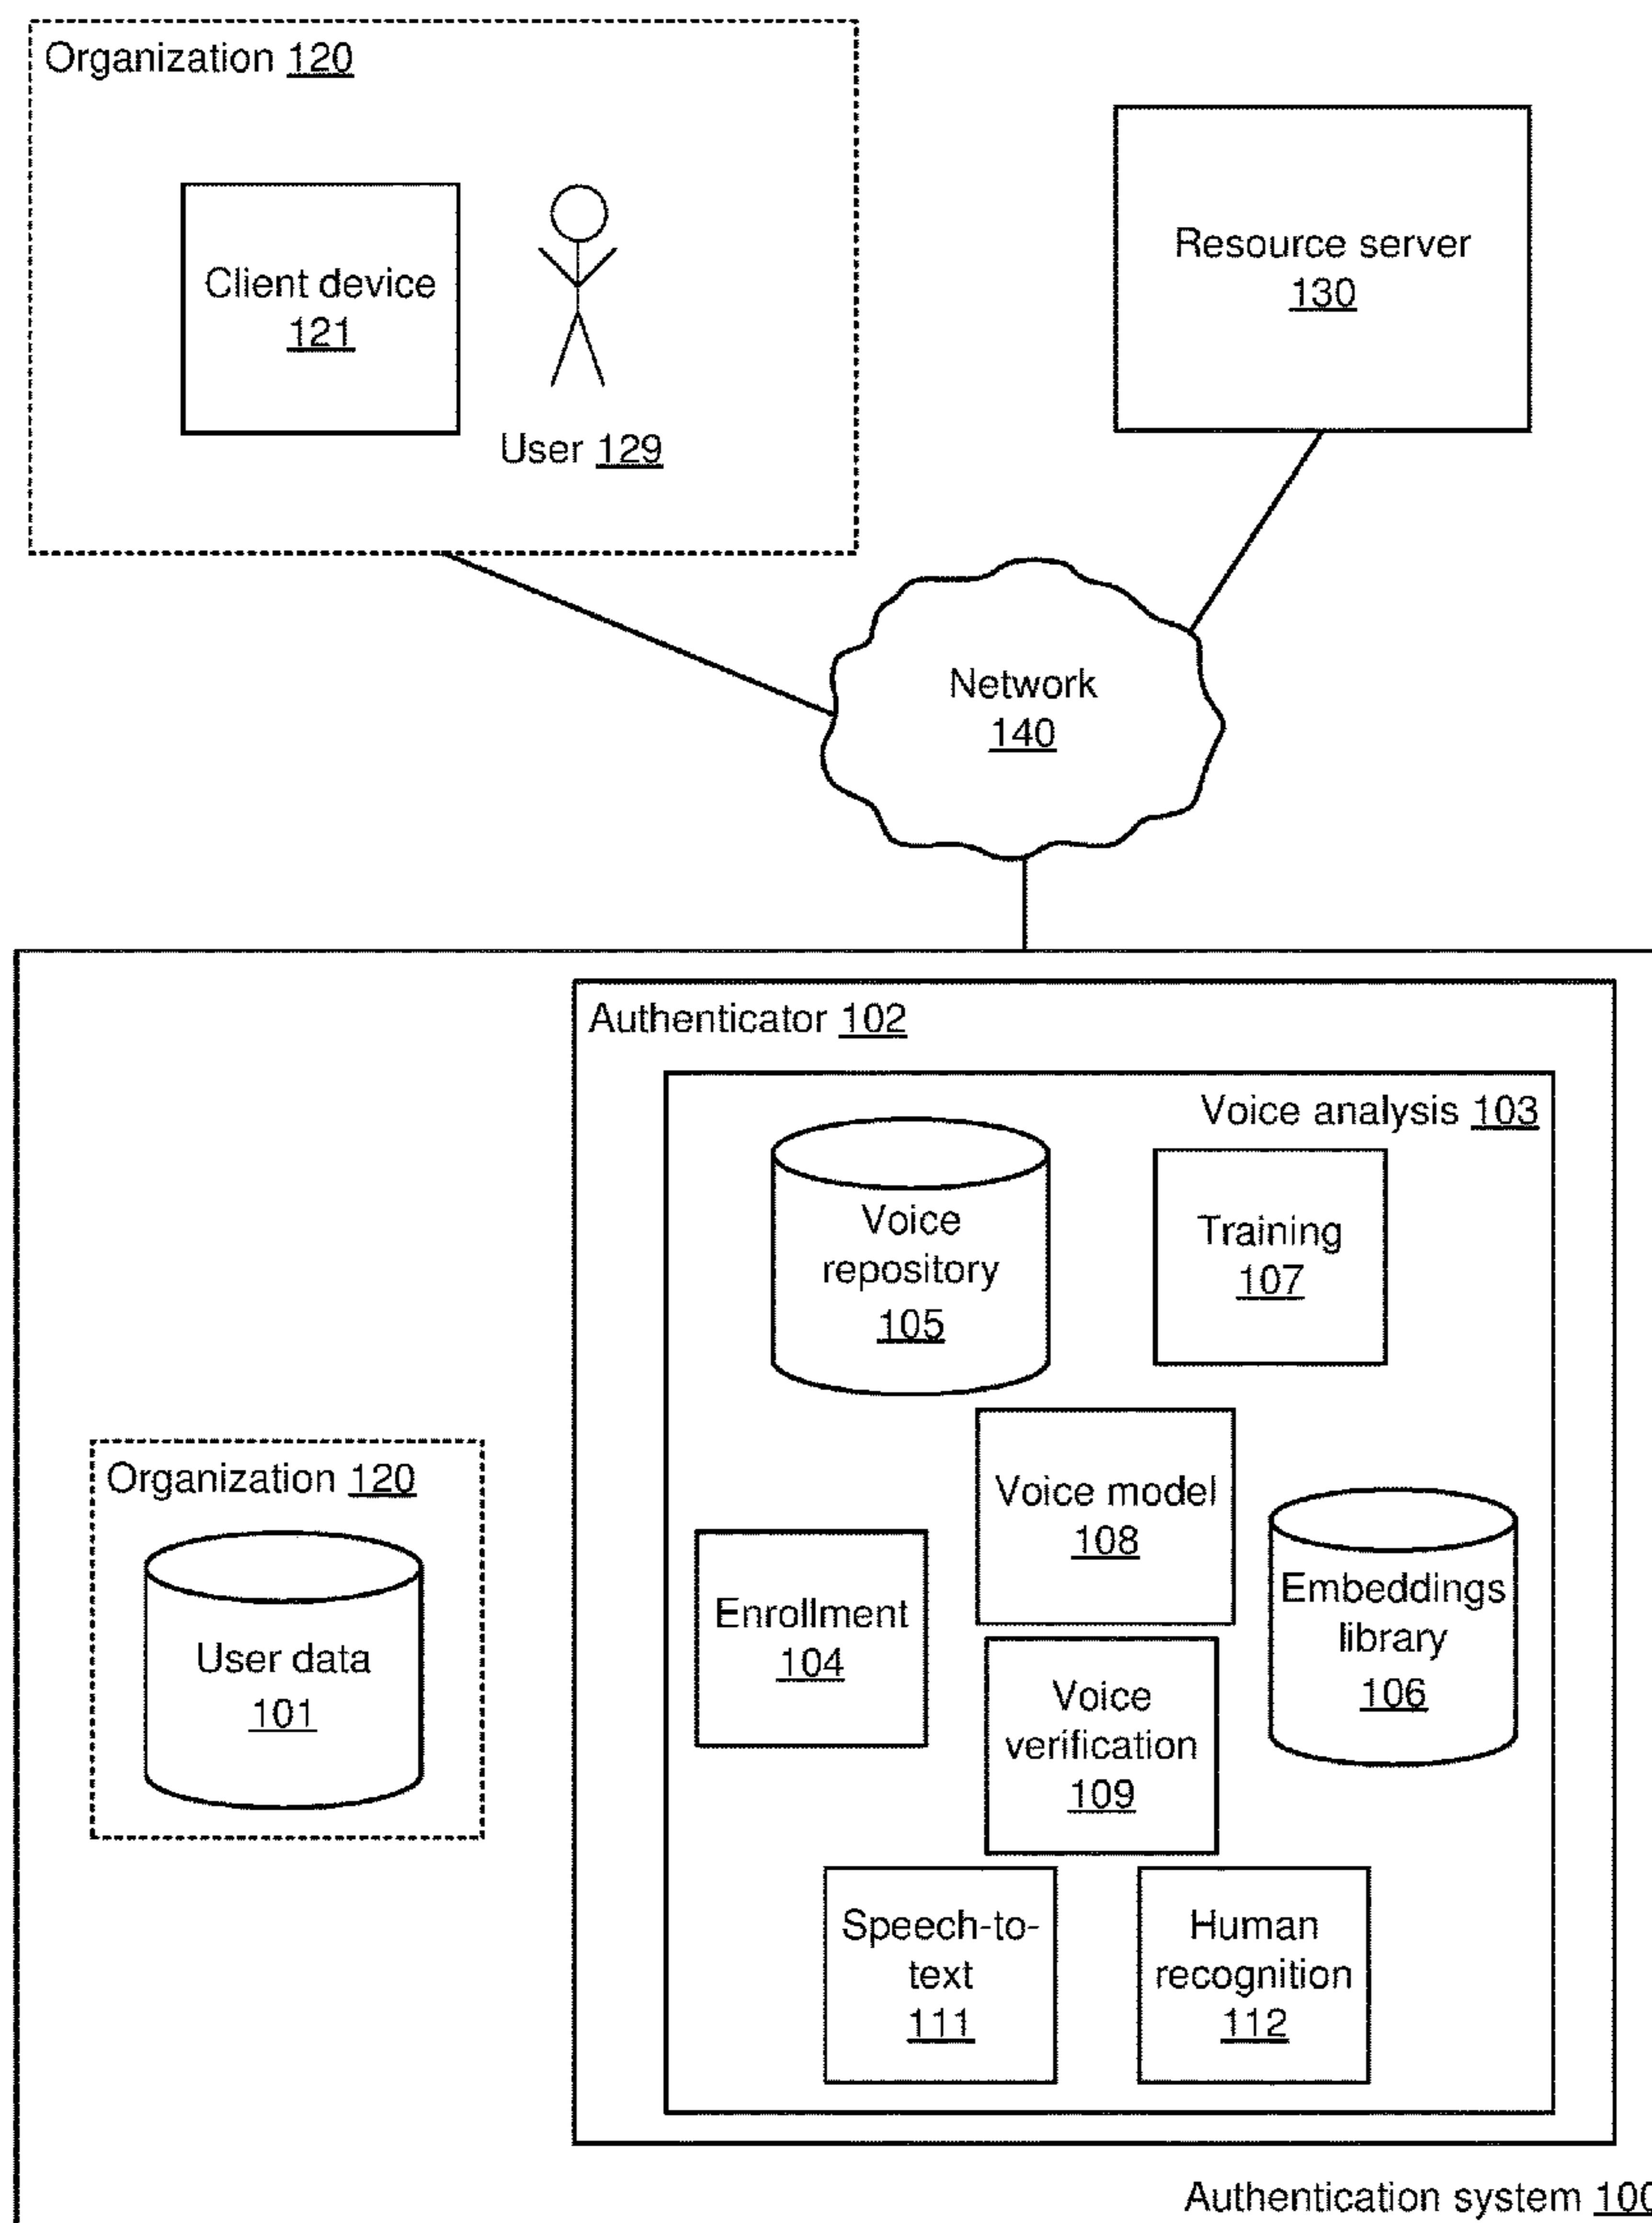 Organization 120
Client device
121
User 129
Resource server
130
Network
140
Authenticator 102
Voice analysis 103
Voice
repository
105
Training
107
Voice model
108
Enrollment
104
Embeddings
library
106
Voice
verification
109
Speech-to-
text
111
Human
recognition
112
Organization 120
User data
101
Authentication system 100